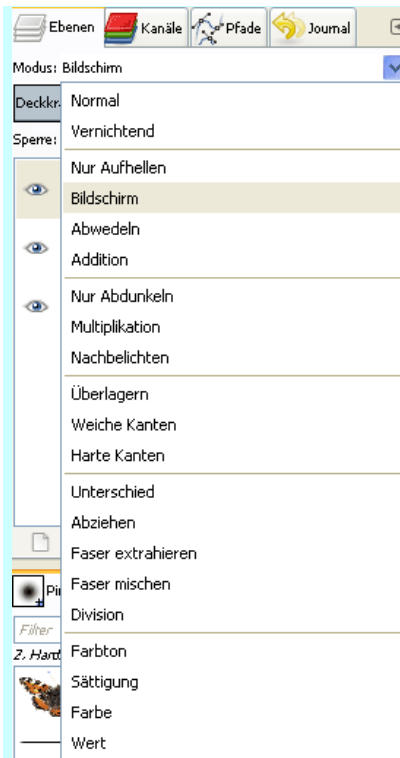 Ebenen Kanäle Pfade Journal
Modus: Bildschirm
Deckkr
Sperre:
Normal
Vernichtend
Nur Aufhellen
Bildschirm
Abwedeln
Addition
Nur Abdunkeln
Multiplikation
Nachbelichten
Überlagern
Weiche Kanten
Harte Kanten
Unterschied
Abziehen
Faser extrahieren
Faser mischen
Division
Farbton
Sättigung
Farbe
Wert
Pi
Filter
2. Hard